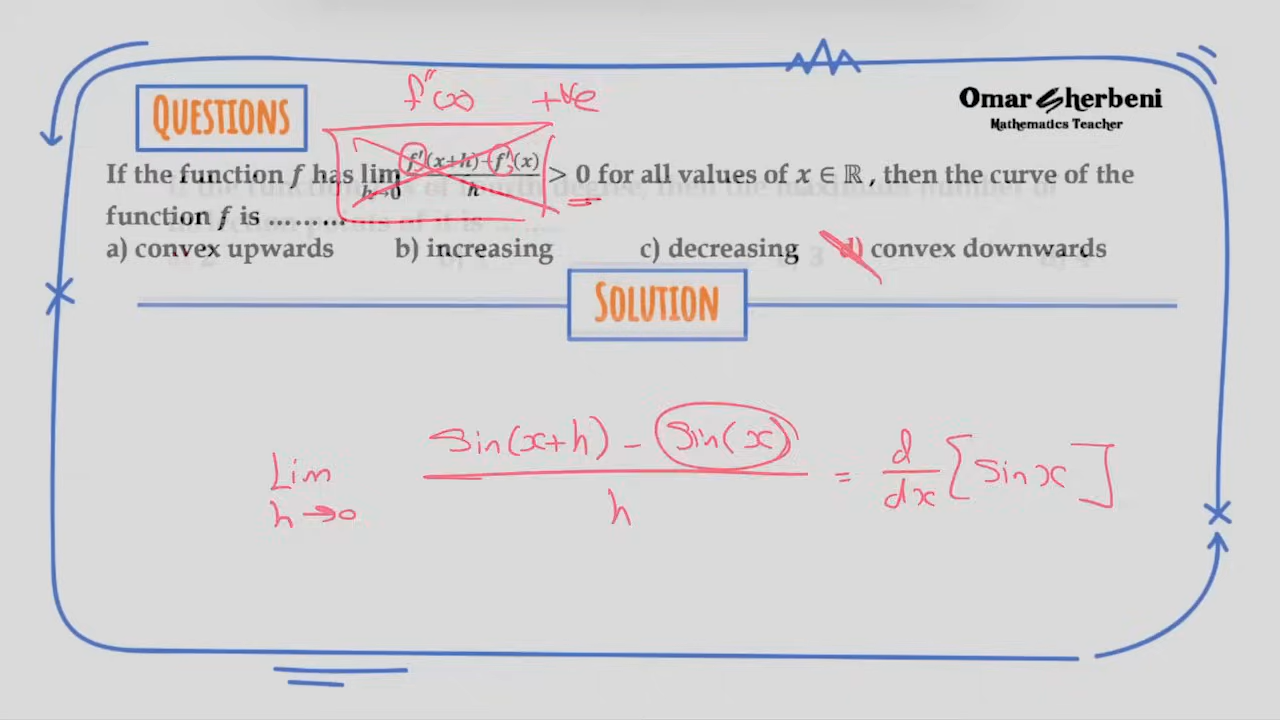 f''(x) +ve
QUESTIONS
Omar Sherbeni
Mathematics Teacher
If the function f has lim h→0 f'(x+h)−f'(x) / h > 0 for all values of x ∈ ℝ , then the curve of the
function f is .........
a) convex upwards b) increasing c) decreasing d) convex downwards
SOLUTION
Lim h→0 sin(x+h) − sin(x) / h = d/dx [sin x]